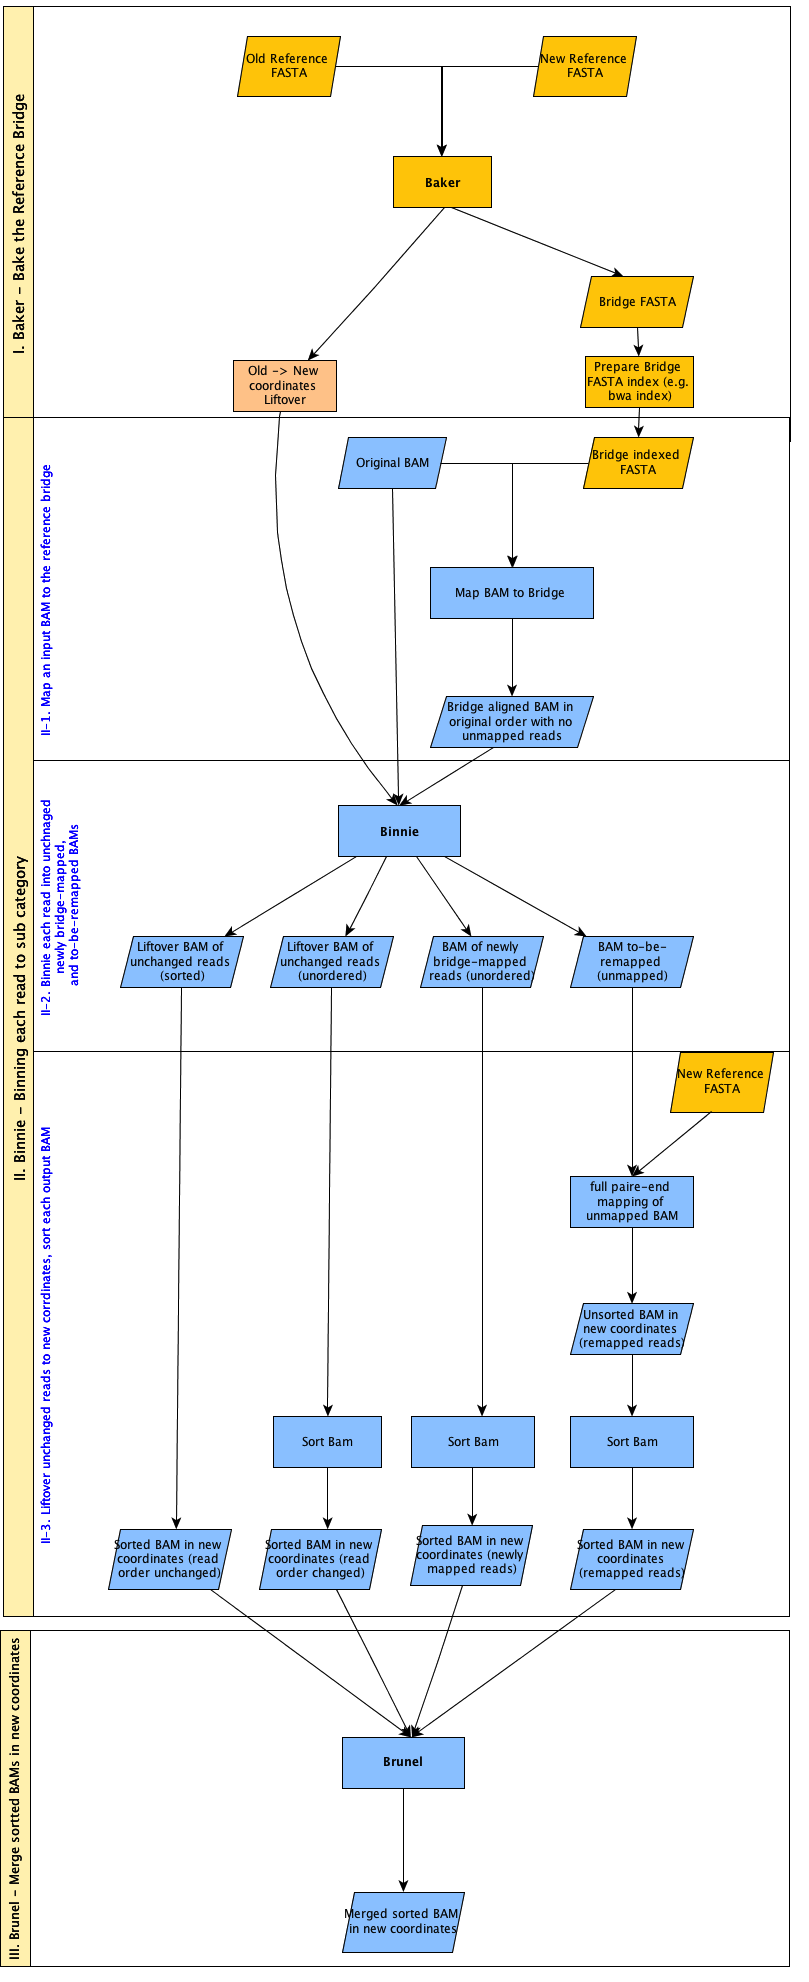 I. Baker - Bake the Reference Bridge
Old Reference
FASTA
New Reference
FASTA
Baker
Bridge FASTA
Old -> New
coordinates
Liftover
Prepare Bridge
FASTA index (e.g.
bwa index)
II. Binnie - Binning each read to sub category
II-1. Map an input BAM to the reference bridge
Original BAM
Bridge indexed
FASTA
Map BAM to Bridge
Bridge aligned BAM in
original order with no
unmapped reads
II-2. Binnie each read into unchnaged
newly bridge-mapped,
and to-be-remapped BAMs
Binnie
Liftover BAM of
unchanged reads
(sorted)
Liftover BAM of
unchanged reads
(unordered)
BAM of newly
bridge-mapped
reads (unordered)
BAM to-be-
remapped
(unmapped)
II-3. Liftover unchanged reads to new corrdinates, sort each output BAM
New Reference
FASTA
full paire-end
mapping of
unmapped BAM
Unsorted BAM in
new coordinates
(remapped reads)
Sort Bam
Sort Bam
Sort Bam
Sorted BAM in new
coordinates (read
order unchanged)
Sorted BAM in new
coordinates (read
order changed)
Sorted BAM in new
coordinates (newly
mapped reads)
Sorted BAM in new
coordinates
(remapped reads)
III. Brunel - Merge sortted BAMs in new coordinates
Brunel
Merged sorted BAM
in new coordinates